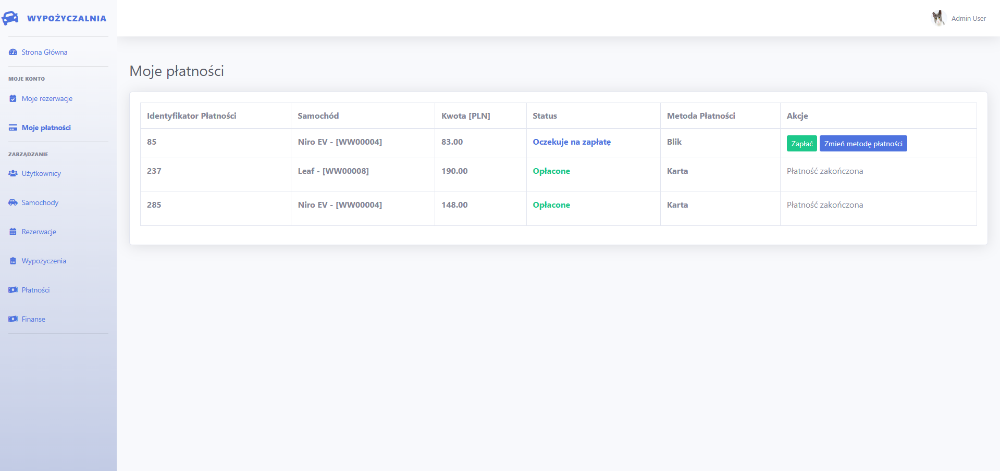 WYPOŻYCZALNIA
Admin User
Strona Główna
MOJE KONTO
Moje rezerwacje
Moje płatności
ZARZĄDZANIE
Użytkownicy
Samochody
Rezerwacje
Wypożyczenia
Płatności
Finanse
Moje płatności
Identyfikator Płatności Samochód Kwota [PLN] Status Metoda Płatności Akcje
85 Niro EV - [WW00004] 83.00 Oczekuje na zapłatę Blik Zapłać Zmień metodę płatności
237 Leaf - [WW00008] 190.00 Opłacone Karta Płatność zakończona
285 Niro EV - [WW00004] 148.00 Opłacone Karta Płatność zakończona